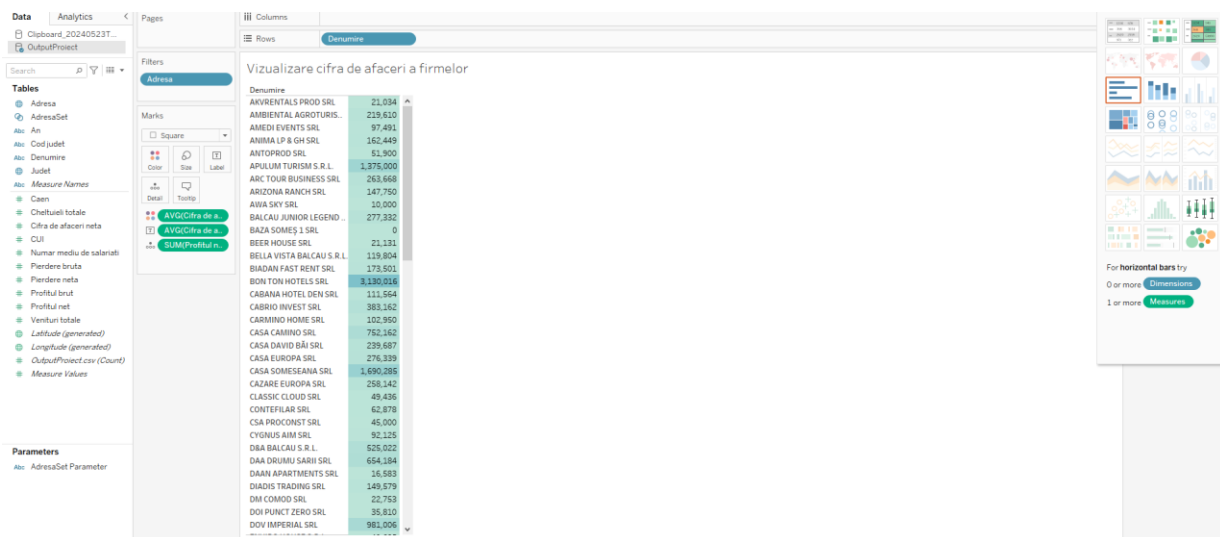 Data Analytics
Clipboard_20240523T...
OutputProiect
Search
Tables
Adresa
AdresaSet
Abc An
Abc Cod judet
Abc Denumire
Judet
Abc Measure Names
# Caen
# Cheltuieli totale
# Cifra de afaceri neta
# CUI
# Numar mediu de salariati
# Pierdere bruta
# Pierdere neta
# Profitul brut
# Profitul net
# Venituri totale
Latitude (generated)
Longitude (generated)
# OutputProiect.csv (Count)
# Measure Values
Parameters
Abc AdresaSet Parameter
Pages
Filters
Adresa
Marks
Square
Color Size Label
Detail Tooltip
AVG(Cifra de a..
AVG(Cifra de a..
SUM(Profitul n..
Columns
Rows Denumire
Vizualizare cifra de afaceri a firmelor
Denumire
AKVRENTALS PROD SRL 21,034
AMBIENTAL AGROTURIS.. 219,610
AMEDI EVENTS SRL 97,491
ANIMA LP & GH SRL 162,449
ANTOPROD SRL 51,900
APULUM TURISM S.R.L. 1,375,000
ARC TOUR BUSINESS SRL 263,668
ARIZONA RANCH SRL 147,750
AWA SKY SRL 10,000
BALCAU JUNIOR LEGEND .. 277,332
BAZA SOMEȘ 1 SRL 0
BEER HOUSE SRL 21,131
BELLA VISTA BALCAU S.R.L. 119,804
BIADAN FAST RENT SRL 173,501
BON TON HOTELS SRL 3,130,016
CABANA HOTEL DEN SRL 111,564
CABRIO INVEST SRL 383,162
CARMINO HOME SRL 102,950
CASA CAMINO SRL 752,162
CASA DAVID BĂI SRL 239,687
CASA EUROPA SRL 276,339
CASA SOMESEANA SRL 1,690,285
CAZARE EUROPA SRL 258,142
CLASSIC CLOUD SRL 49,436
CONTEFILAR SRL 62,878
CSA PROCONST SRL 45,000
CYGNUS AIM SRL 92,125
D&A BALCAU S.R.L. 525,022
DAA DRUMU SARII SRL 654,184
DAAN APARTMENTS SRL 16,583
DIADIS TRADING SRL 149,579
DM COMOD SRL 22,753
DOI PUNCT ZERO SRL 35,810
DOV IMPERIAL SRL 981,006
For horizontal bars try
0 or more Dimensions
1 or more Measures